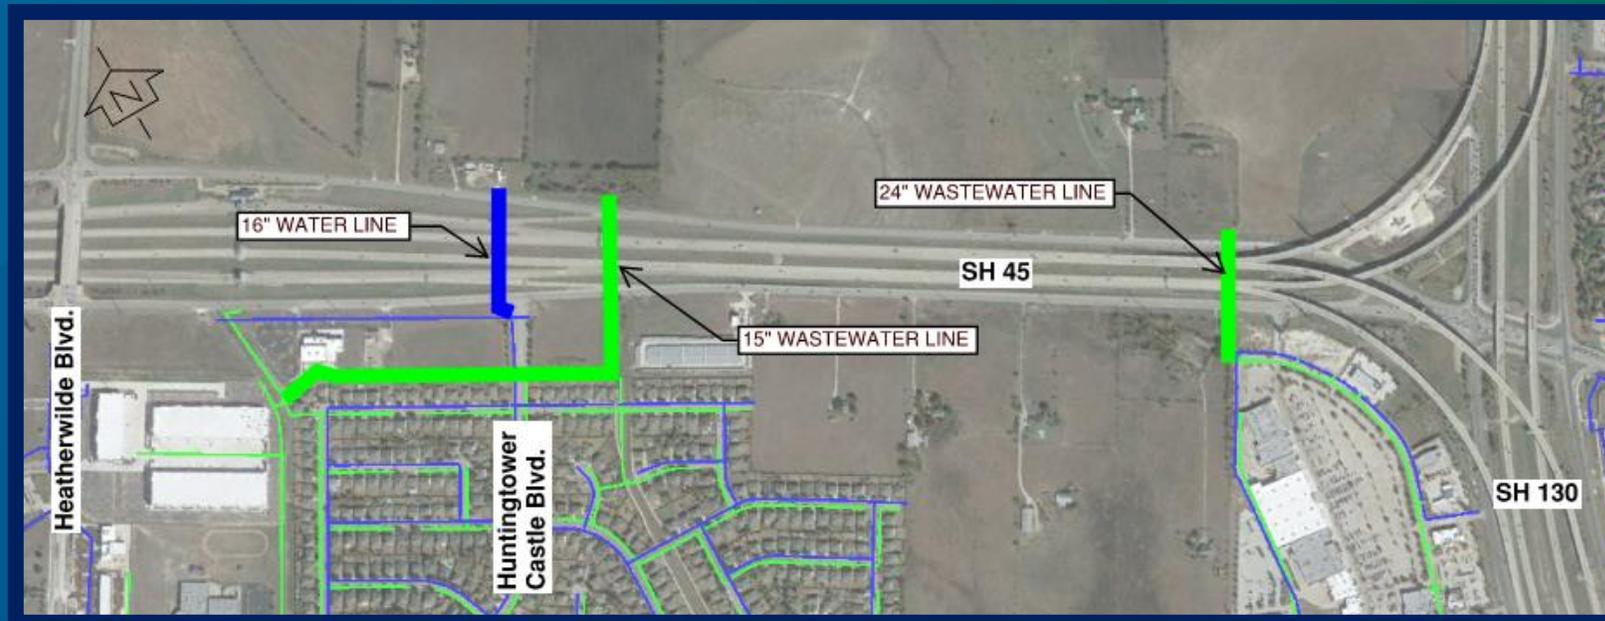 N
24" WASTEWATER LINE
16" WATER LINE
SH 45
15" WASTEWATER LINE
Heatherwilde Blvd.
Huntingtower
Castle Blvd.
SH 130